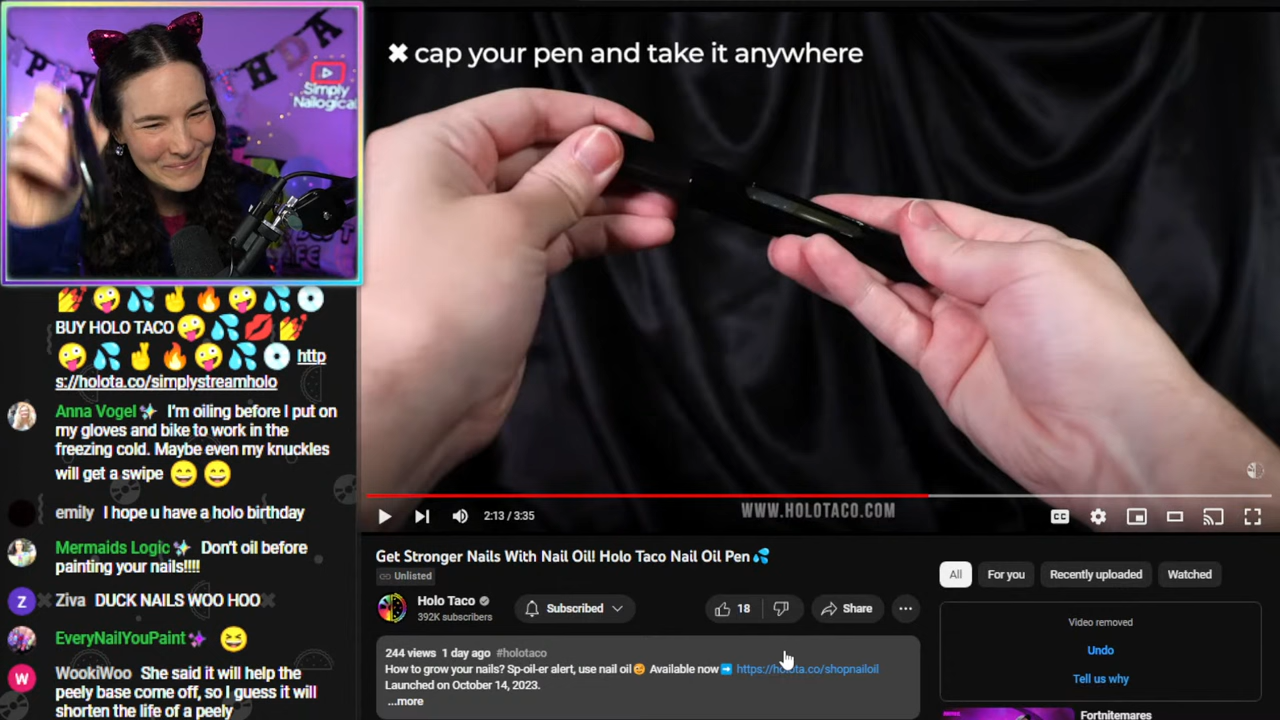 Simply
Nailogical
✖ cap your pen and take it anywhere
BUY HOLO TACO 🤪💦💋💅
🤪💦🤞🔥🤪💦💿 http
s://holota.co/simplystreamholo
Anna Vogel✨ I'm oiling before I put on
my gloves and bike to work in the
freezing cold. Maybe even my knuckles
will get a swipe 😄 😄
emily I hope u have a holo birthday
Mermaids Logic✨ Don't oil before
painting your nails!!!!
Z
Ziva DUCK NAILS WOO HOO
EveryNailYouPaint✨ 😆
W
WookiWoo She said it will help the
peely base come off, so I guess it will
shorten the life of a peely
WWW.HOLOTACO.COM
2:13 / 3:35
CC
Get Stronger Nails With Nail Oil! Holo Taco Nail Oil Pen💦
Unlisted
Holo Taco
392K subscribers
Subscribed
18
Share
244 views 1 day ago #holotaco
How to grow your nails? Sp-oil-er alert, use nail oil🤓 Available now➡️ https://holota.co/shopnailoil
Launched on October 14, 2023.
...more
All
For you
Recently uploaded
Watched
Video removed
Undo
Tell us why
Fortnitemares